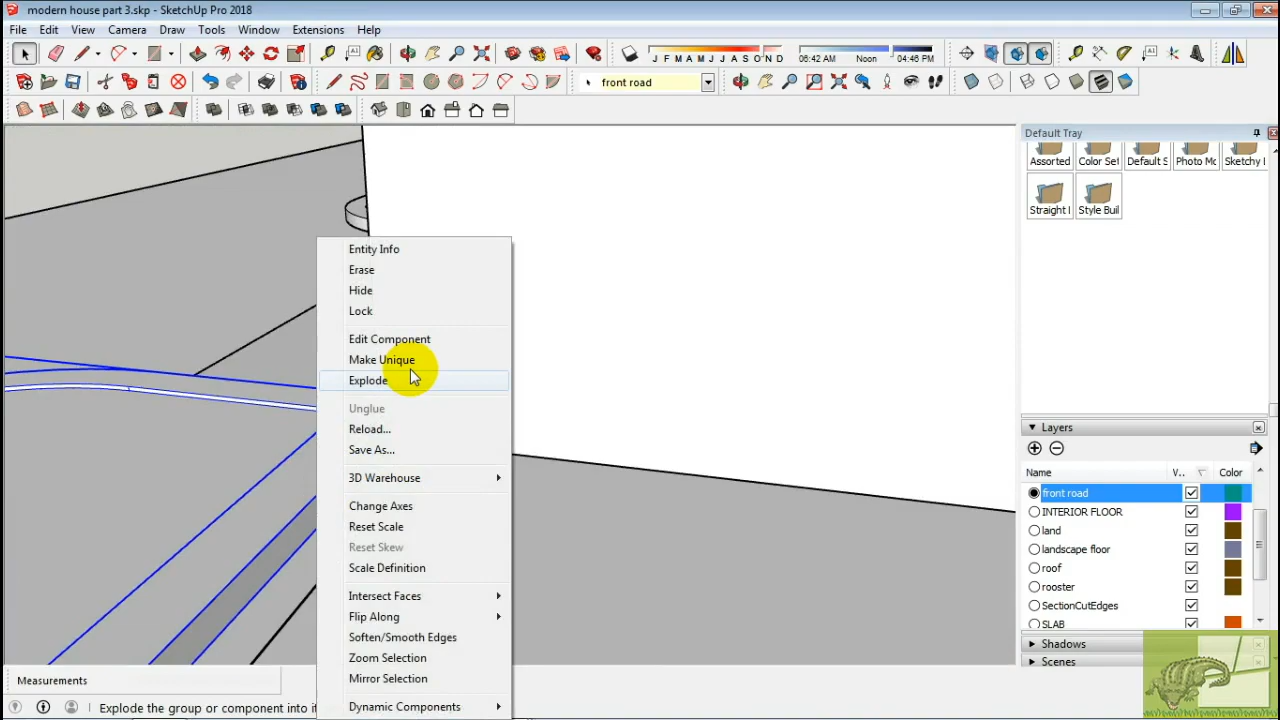 modern house part 3.skp - SketchUp Pro 2018
File Edit View Camera Draw Tools Window Extensions Help
J F M A M J J A S O N D
06:42 AM Noon 04:46 PM
front road
Default Tray
Assorted
Color Set
Default S
Photo Mo
Sketchy
Straight
Style Buil
Entity Info
Erase
Hide
Lock
Edit Component
Make Unique
Explode
Unglue
Reload...
Save As...
3D Warehouse
Change Axes
Reset Scale
Reset Skew
Scale Definition
Intersect Faces
Flip Along
Soften/Smooth Edges
Zoom Selection
Mirror Selection
Dynamic Components
Layers
Name V.. Color
front road
INTERIOR FLOOR
land
landscape floor
roof
rooster
SectionCutEdges
SLAB
Shadows
Scenes
Measurements
Explode the group or component into i